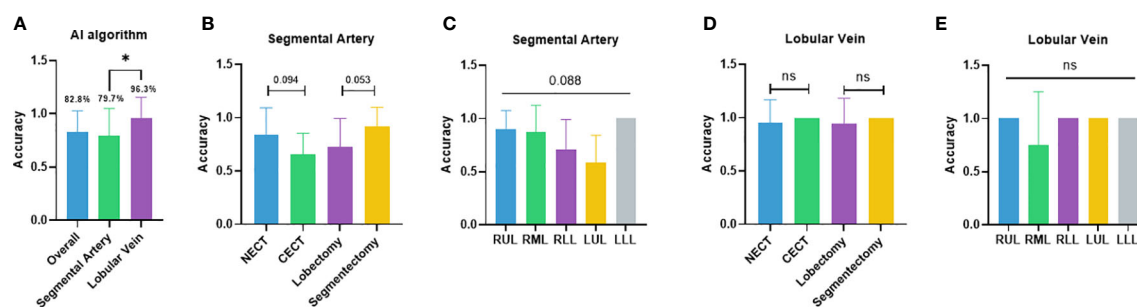 A
AI algorithm
1.5
1.0
0.5
0.0
Accuracy
82.8%
79.7%
96.3%
*
Overall
Segmental Artery
Lobular Vein
B
Segmental Artery
1.5
1.0
0.5
0.0
Accuracy
0.094
0.053
NECT
CECT
Lobectomy
Segmentectomy
C
Segmental Artery
1.5
1.0
0.5
0.0
Accuracy
0.088
RUL RML RLL LUL LLL
D
Lobular Vein
1.5
1.0
0.5
0.0
Accuracy
ns
ns
NECT
CECT
Lobectomy
Segmentectomy
E
Lobular Vein
1.5
1.0
0.5
0.0
Accuracy
ns
RUL RML RLL LUL LLL